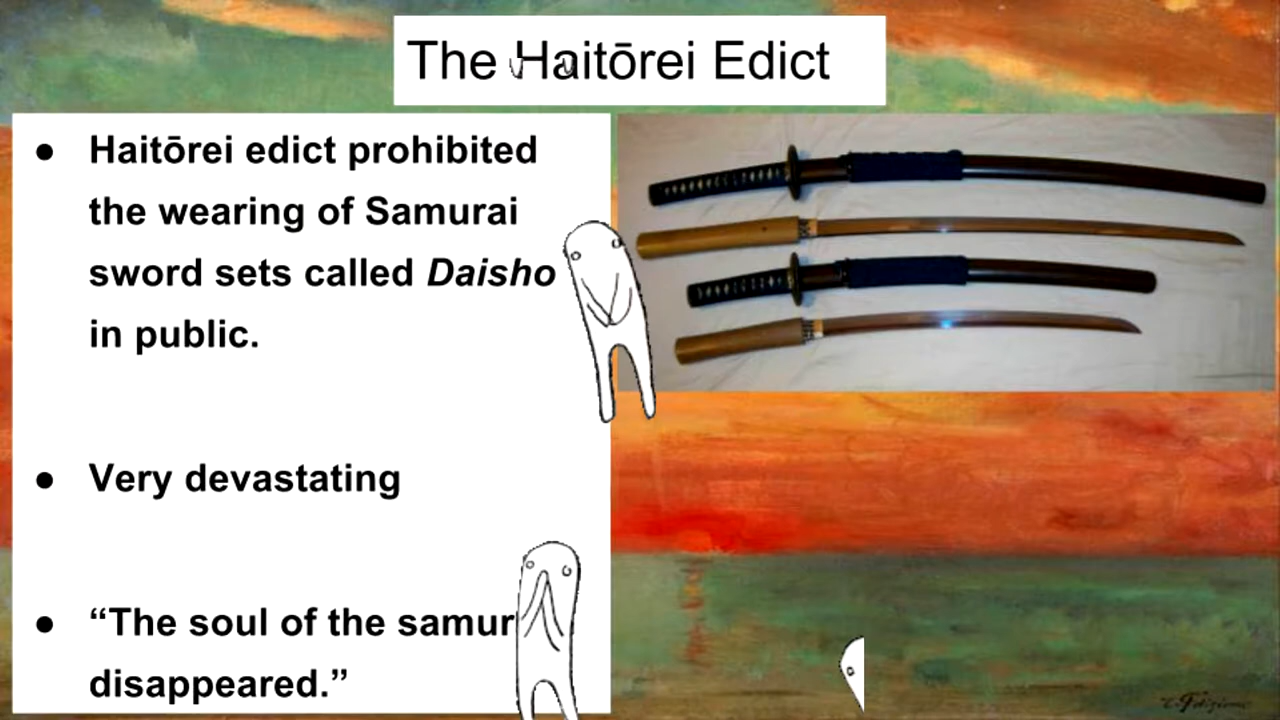 The Haitōrei Edict
● Haitōrei edict prohibited
the wearing of Samurai
sword sets called Daisho
in public.
● Very devastating
● “The soul of the samur
disappeared.”